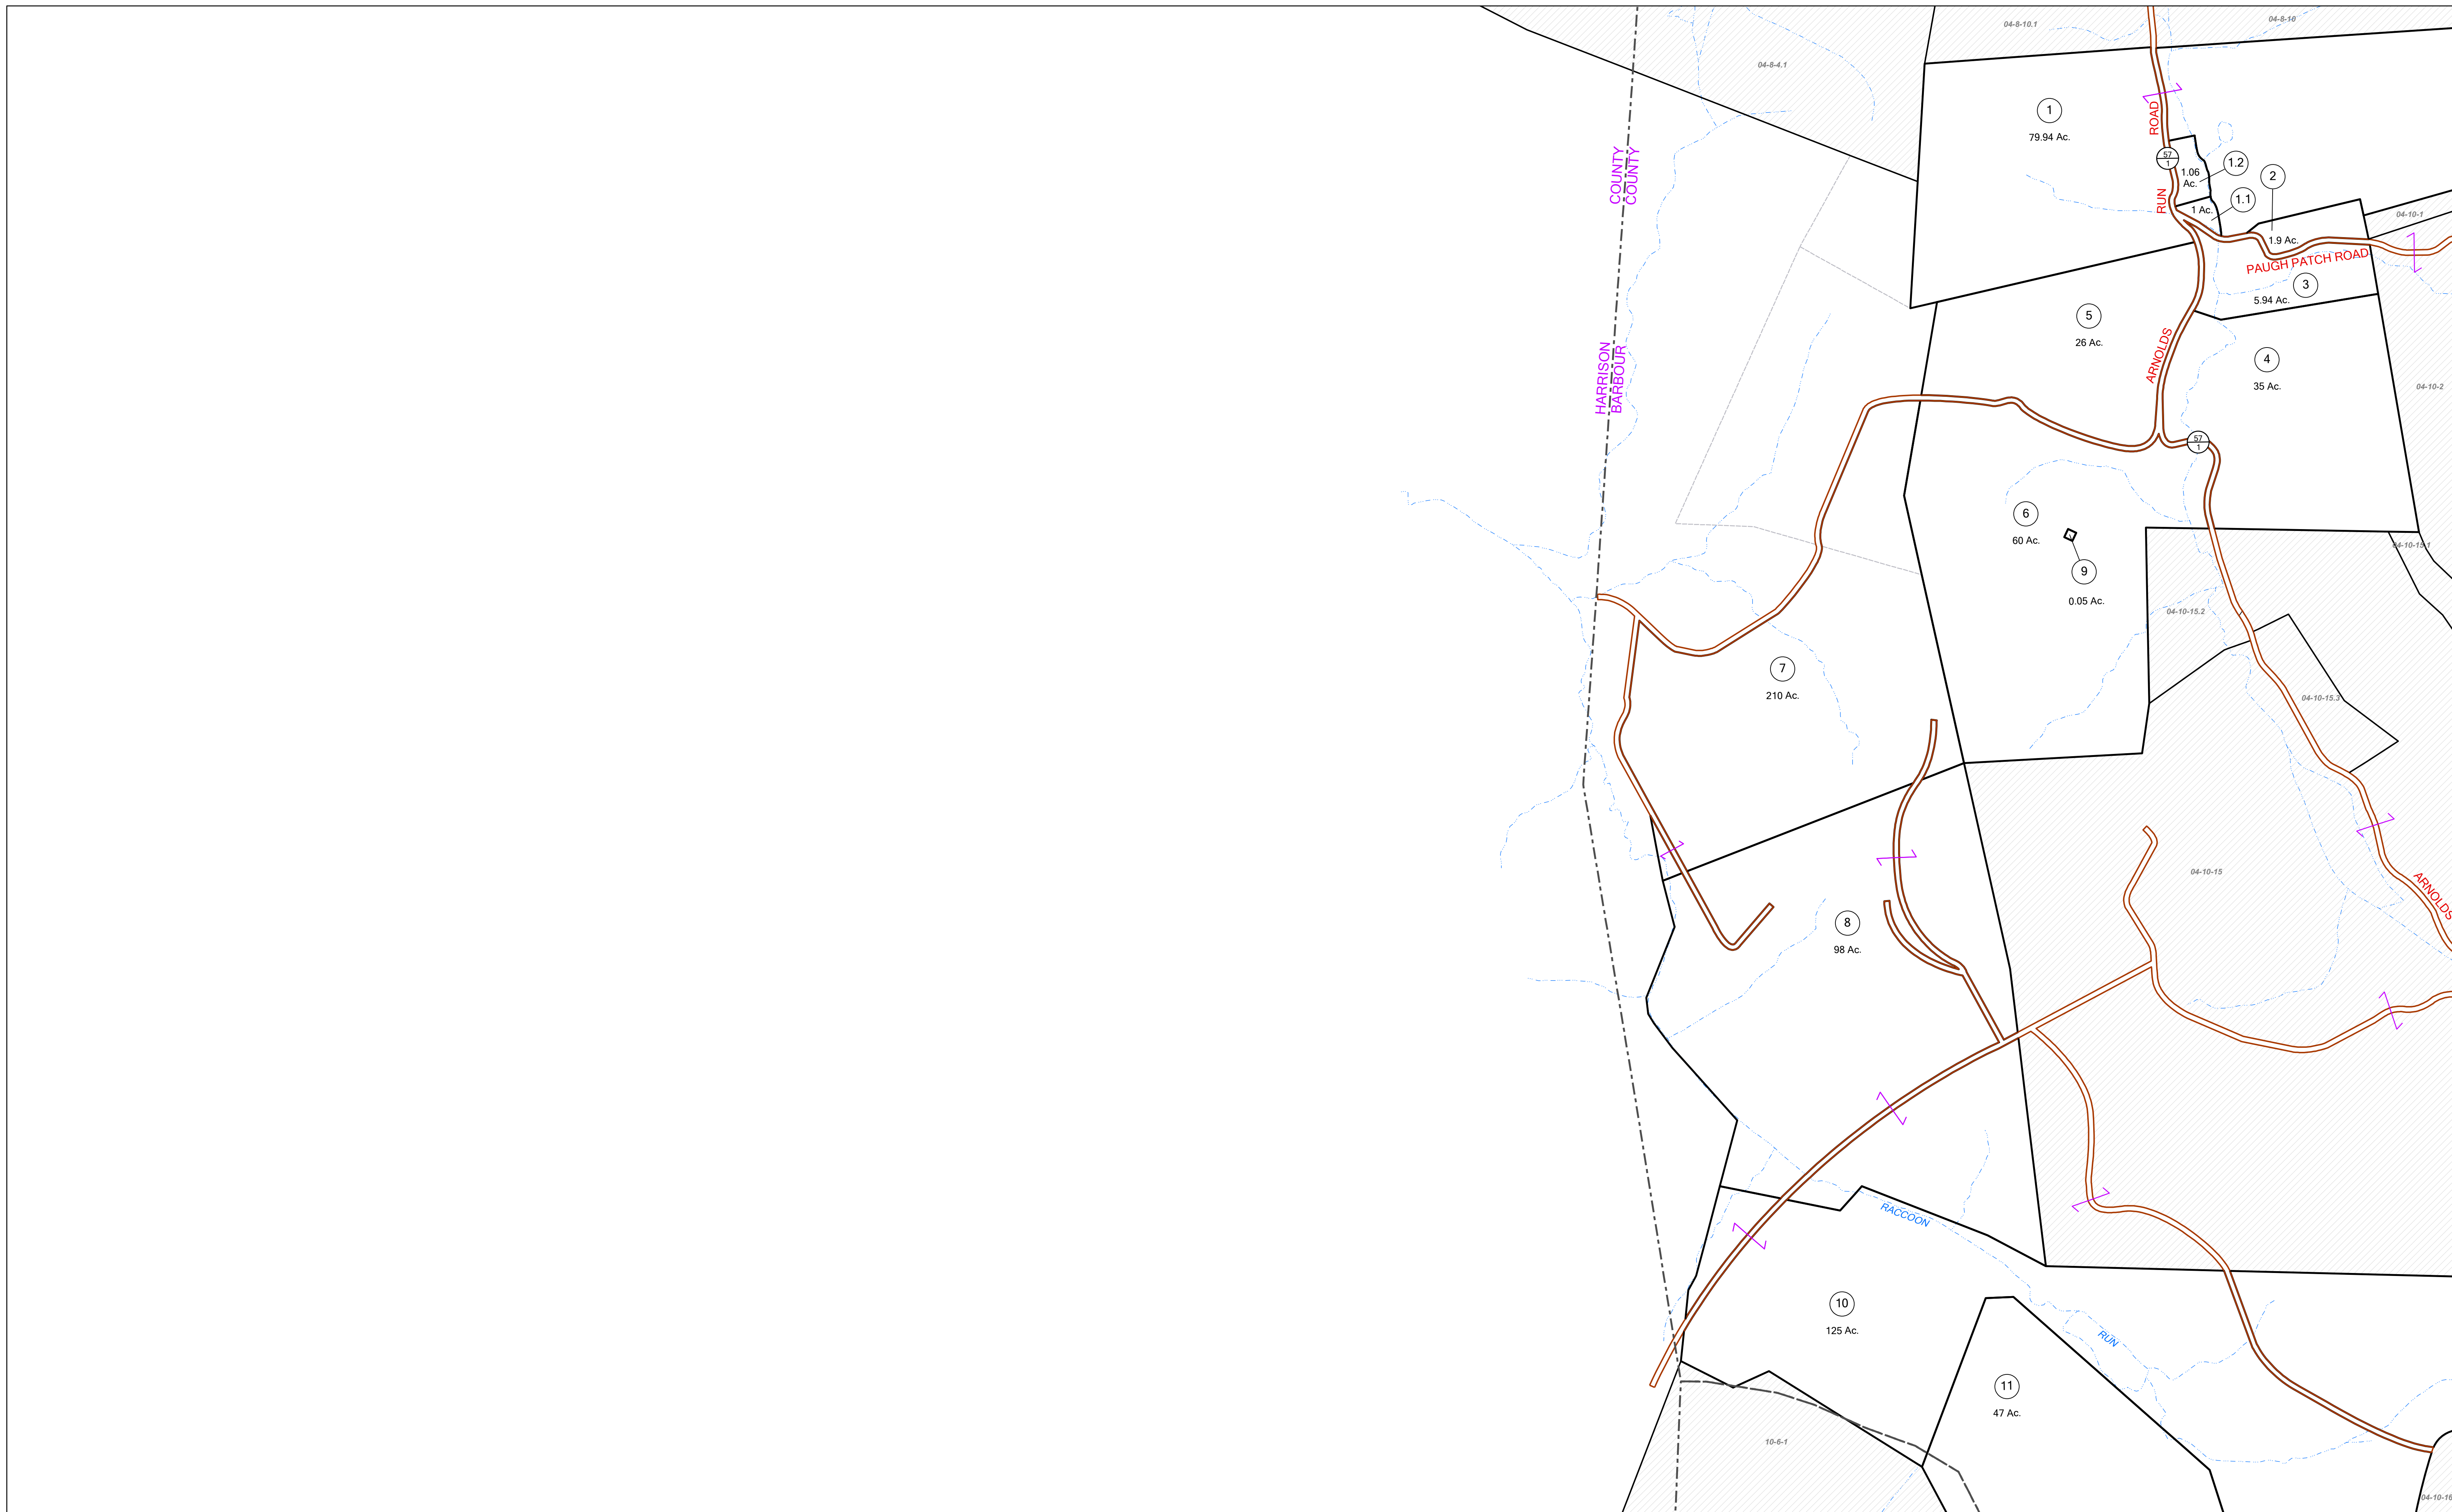 04-8-10.1
04-8-10
04-8-4.1
1
79.94 Ac.
ROAD
57
1
1.06
Ac.
1.2
RUN
1 Ac.
1.1
2
1.9 Ac.
04-10-1
PAUGH PATCH ROAD
3
5.94 Ac.
COUNTY
COUNTY
HARRISON
BARBOUR
5
26 Ac.
ARNOLDS
4
35 Ac.
04-10-2
57
1
6
60 Ac.
9
0.05 Ac.
04-10-15.1
04-10-15.2
04-10-15.3
7
210 Ac.
04-10-15
ARNOLDS
8
98 Ac.
RACCOON
10
125 Ac.
RUN
11
47 Ac.
10-6-1
04-10-16